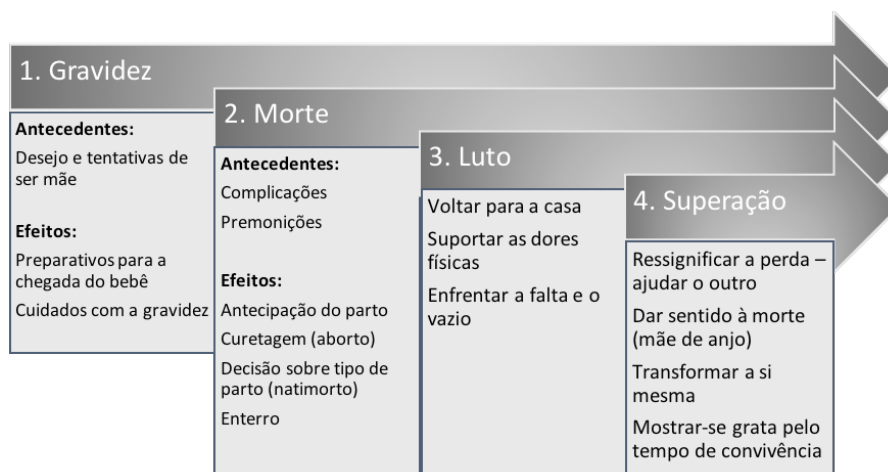 1. Gravidez
Antecedentes:
Desejo e tentativas de
ser mãe
Efeitos:
Preparativos para a
chegada do bebê
Cuidados com a gravidez
2. Morte
Antecedentes:
Complicações
Premonições
Efeitos:
Antecipação do parto
Curetagem (aborto)
Decisão sobre tipo de
parto (natimorto)
Enterro
3. Luto
Voltar para a casa
Suportar as dores
físicas
Enfrentar a falta e o
vazio
4. Superação
Ressignificar a perda –
ajudar o outro
Dar sentido à morte
(mãe de anjo)
Transformar a si
mesma
Mostrar-se grata pelo
tempo de convivência